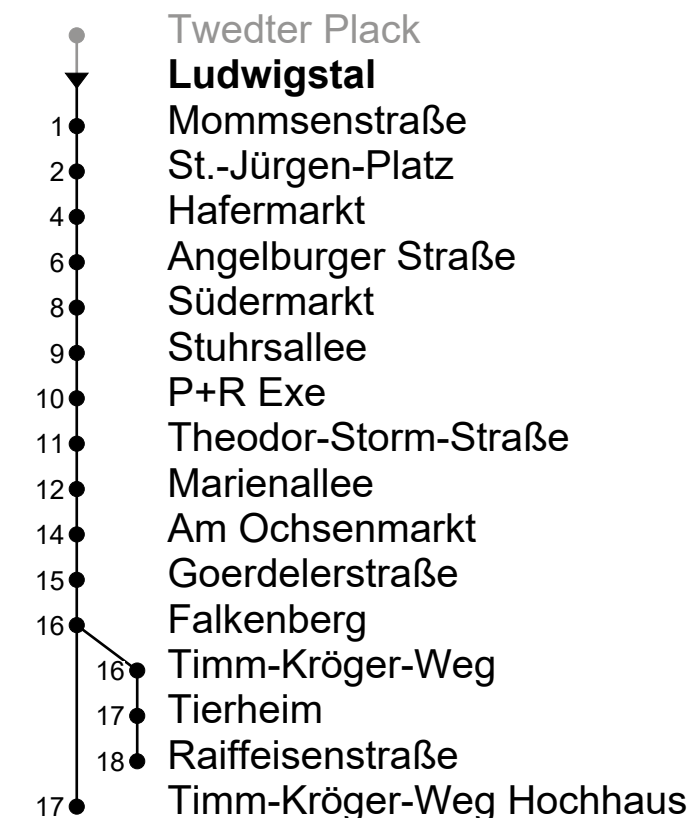 Twedter Plack
Ludwigstal
1 Mommsenstraße
2 St.-Jürgen-Platz
4 Hafermarkt
6 Angelburger Straße
8 Südermarkt
9 Stuhrsallee
10 P+R Exe
11 Theodor-Storm-Straße
12 Marienallee
14 Am Ochsenmarkt
15 Goerdelerstraße
16 Falkenberg
16 Timm-Kröger-Weg
17 Tierheim
18 Raiffeisenstraße
17 Timm-Kröger-Weg Hochhaus